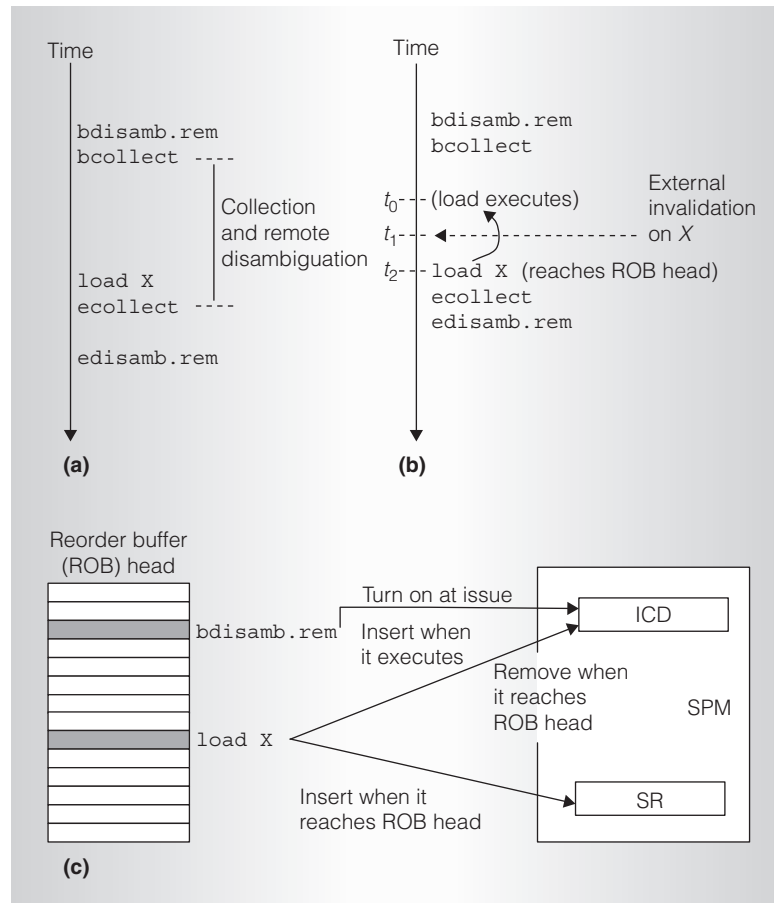 Time
bdisamb.rem
bcollect
Collection
and remote
disambiguation
load X
ecollect
edisamb.rem
(a)
Time
bdisamb.rem
bcollect
t0 (load executes)
t1
External
invalidation
on X
t2 load X (reaches ROB head)
ecollect
edisamb.rem
(b)
Reorder buffer
(ROB) head
bdisamb.rem
load X
Turn on at issue
Insert when
it executes
Remove when
it reaches
ROB head
Insert when it
reaches ROB head
ICD
SPM
SR
(c)